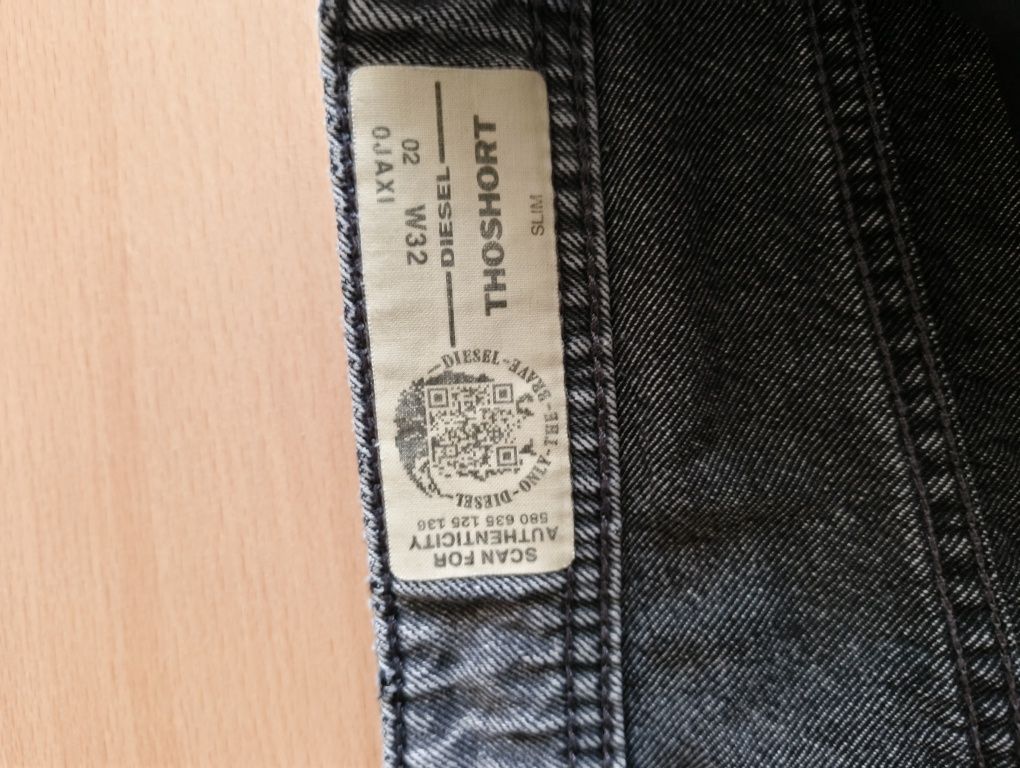 THOSHORT
SLIM
DIESEL
02 W32
0JAXI
DIESEL-ONLY-THE-BRAVE-DIESEL-
SCAN FOR
AUTHENTICITY
580 635 125 136